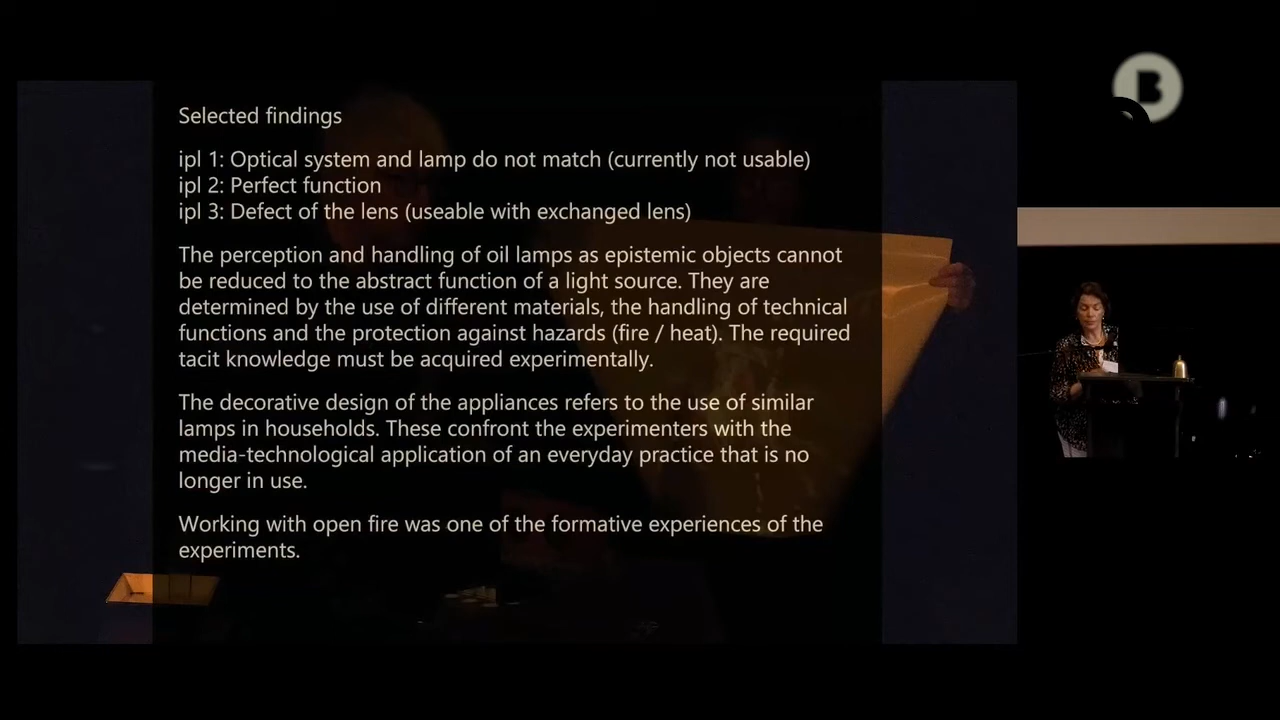 B
Selected findings
ipl 1: Optical system and lamp do not match (currently not usable)
ipl 2: Perfect function
ipl 3: Defect of the lens (useable with exchanged lens)
The perception and handling of oil lamps as epistemic objects cannot
be reduced to the abstract function of a light source. They are
determined by the use of different materials, the handling of technical
functions and the protection against hazards (fire / heat). The required
tacit knowledge must be acquired experimentally.
The decorative design of the appliances refers to the use of similar
lamps in households. These confront the experimenters with the
media-technological application of an everyday practice that is no
longer in use.
Working with open fire was one of the formative experiences of the
experiments.